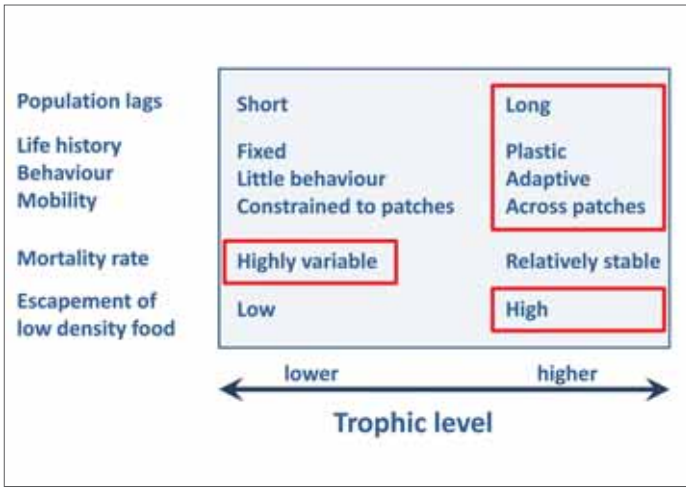 Population lags Short Long
Life history Fixed Plastic
Behaviour Little behaviour Adaptive
Mobility Constrained to patches Across patches
Mortality rate Highly variable Relatively stable
Escapement of
low density food Low High
lower higher
Trophic level